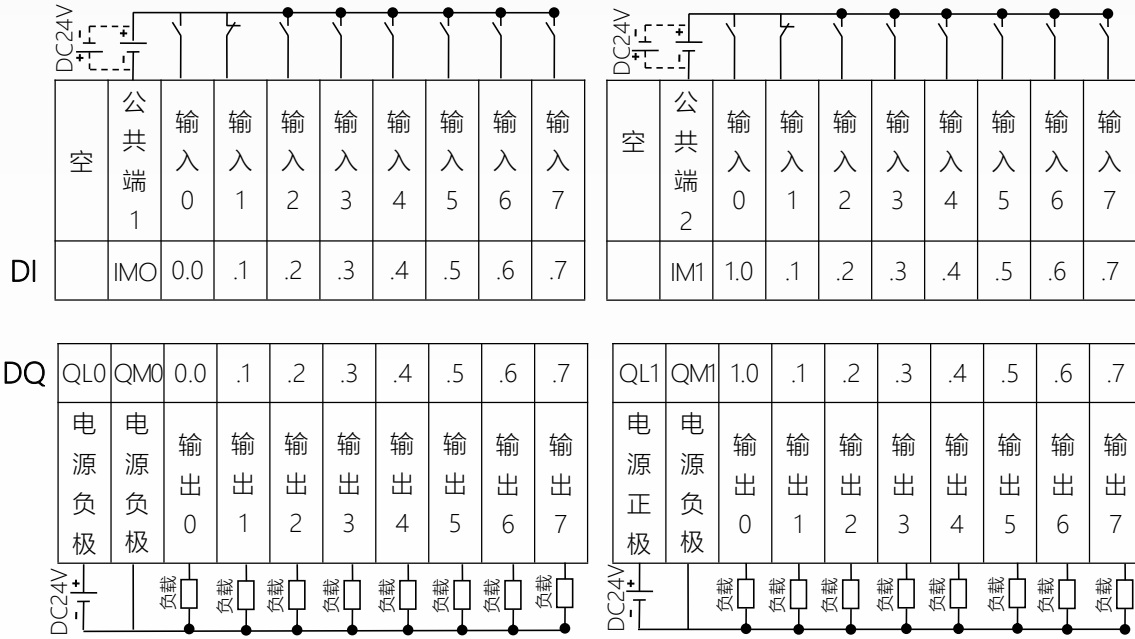 DC24V
DC24V
空 公共端1 输入0 输入1 输入2 输入3 输入4 输入5 输入6 输入7
空 公共端2 输入0 输入1 输入2 输入3 输入4 输入5 输入6 输入7
DI
IM0 0.0 .1 .2 .3 .4 .5 .6 .7
IM1 1.0 .1 .2 .3 .4 .5 .6 .7
DQ
QL0 QM0 0.0 .1 .2 .3 .4 .5 .6 .7
QL1 QM1 1.0 .1 .2 .3 .4 .5 .6 .7
电源负极 电源负极 输出0 输出1 输出2 输出3 输出4 输出5 输出6 输出7
电源正极 电源负极 输出0 输出1 输出2 输出3 输出4 输出5 输出6 输出7
DC24V 负载 负载 负载 负载 负载 负载 负载 负载
DC24V 负载 负载 负载 负载 负载 负载 负载 负载